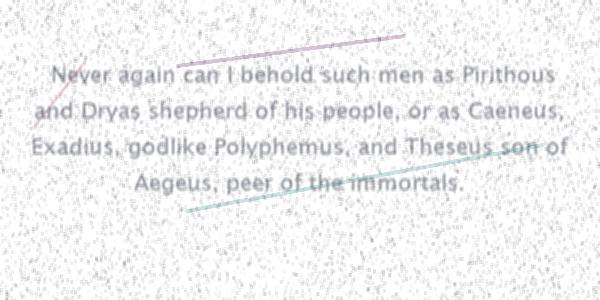 Never again can I behold such men as Pirithous
and Dryas shepherd of his people, or as Caeneus,
Exadius, godlike Polyphemus, and Theseus son of
Aegeus, peer of the immortals.